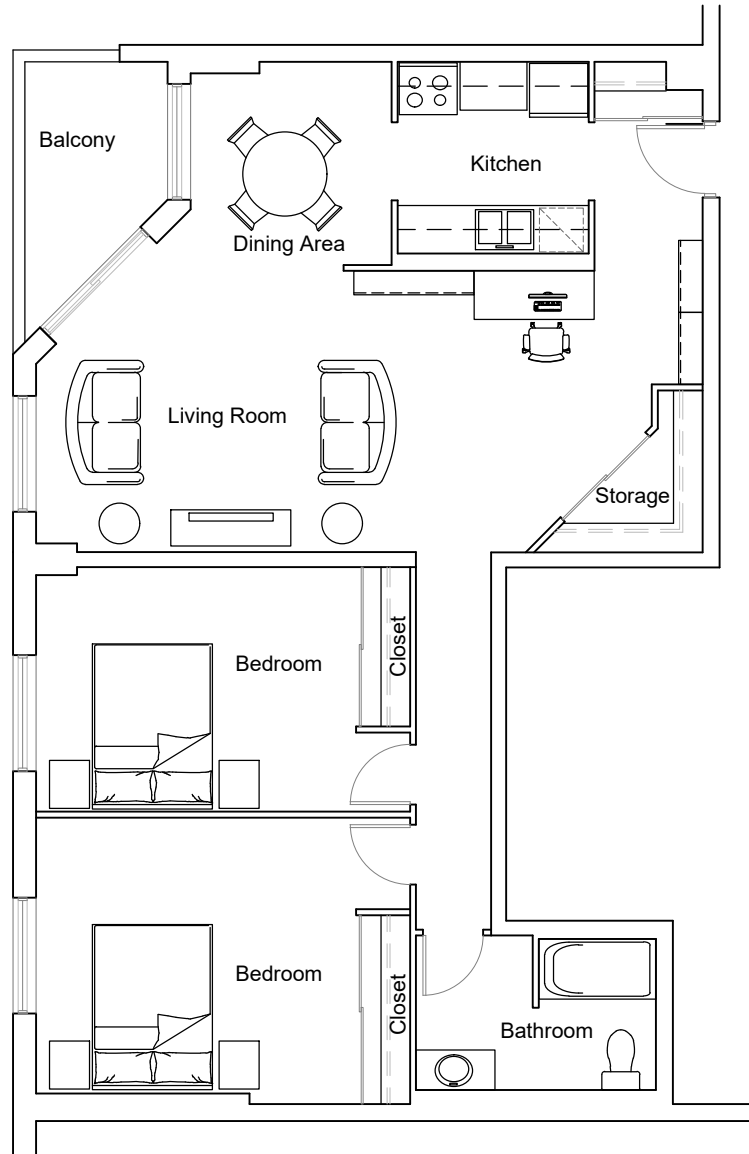 Balcony
Kitchen
Dining Area
Living Room
Storage
Bedroom
Closet
Bedroom
Closet
Bathroom